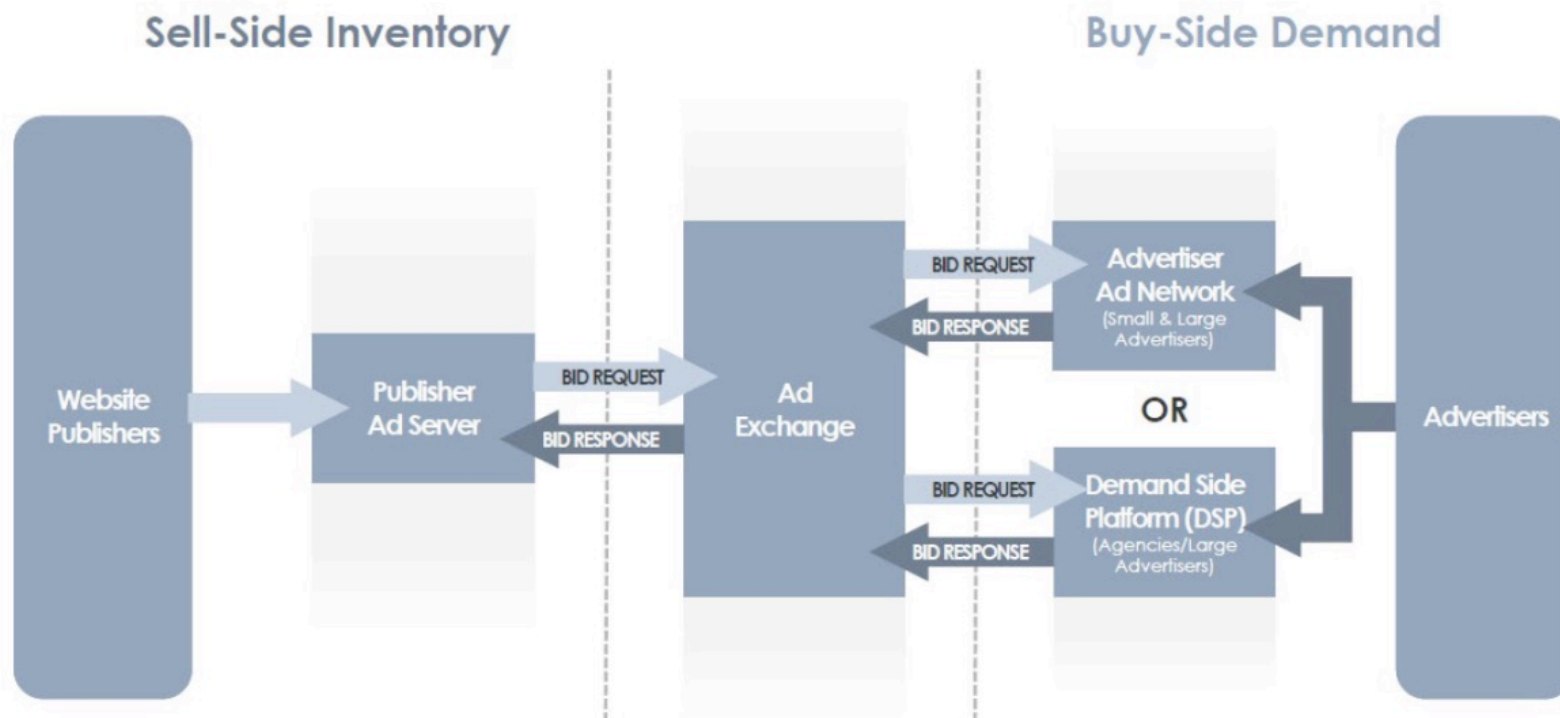 Sell-Side Inventory
Buy-Side Demand
Website
Publishers
Publisher
Ad Server
BID REQUEST
BID RESPONSE
Ad
Exchange
BID REQUEST
BID RESPONSE
BID REQUEST
BID RESPONSE
Advertiser
Ad Network
(Small & Large
Advertisers)
OR
Demand Side
Platform (DSP)
(Agencies/Large
Advertisers)
Advertisers